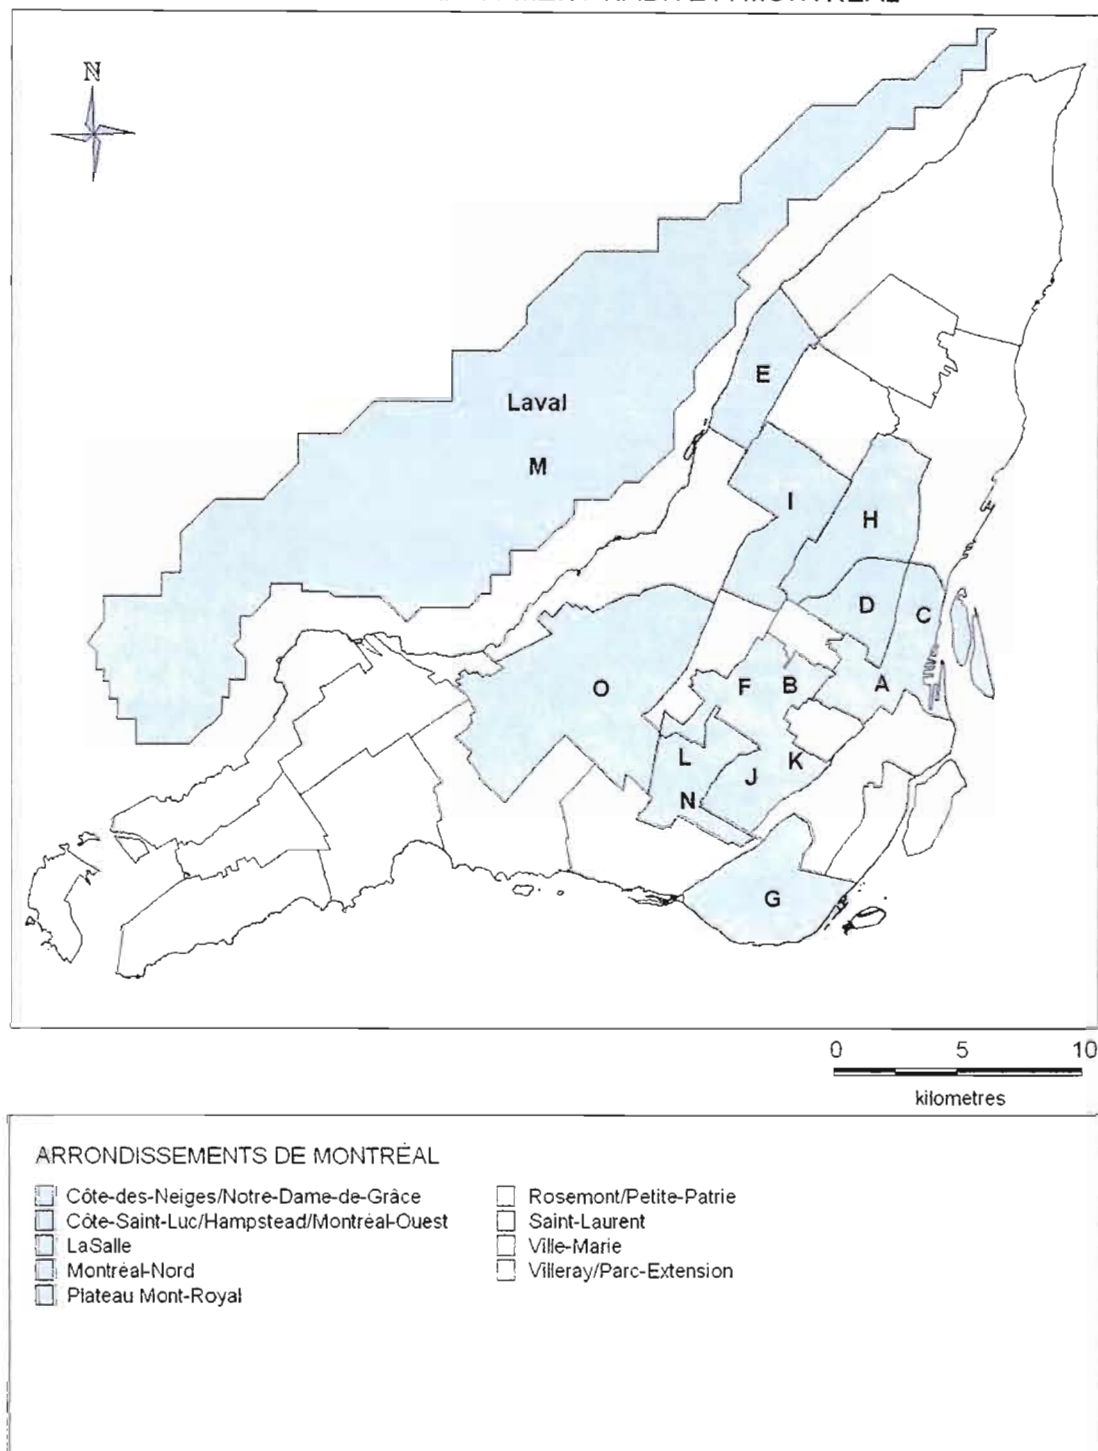 N
E
Laval
M
I
H
D
C
O
F
B
A
L
K
J
N
G
0 5 10
kilometres
ARRONDISSEMENTS DE MONTRÉAL
Côte-des-Neiges/Notre-Dame-de-Grâce
Côte-Saint-Luc/Hampstead/Montréal-Ouest
LaSalle
Montréal-Nord
Plateau Mont-Royal
Rosemont/Petite-Patrie
Saint-Laurent
Ville-Marie
Villeray/Parc-Extension